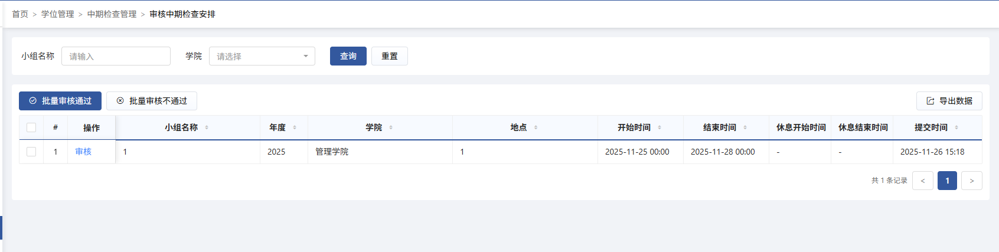 首页 > 学位管理 > 中期检查管理 > 审核中期检查安排
小组名称 请输入 学院 请选择 查询 重置
批量审核通过 批量审核不通过 导出数据
# 操作 小组名称 年度 学院 地点 开始时间 结束时间 休息开始时间 休息结束时间 提交时间
1 审核 1 2025 管理学院 1 2025-11-25 00:00 2025-11-28 00:00 - - 2025-11-26 15:18
共 1 条记录 < 1 >